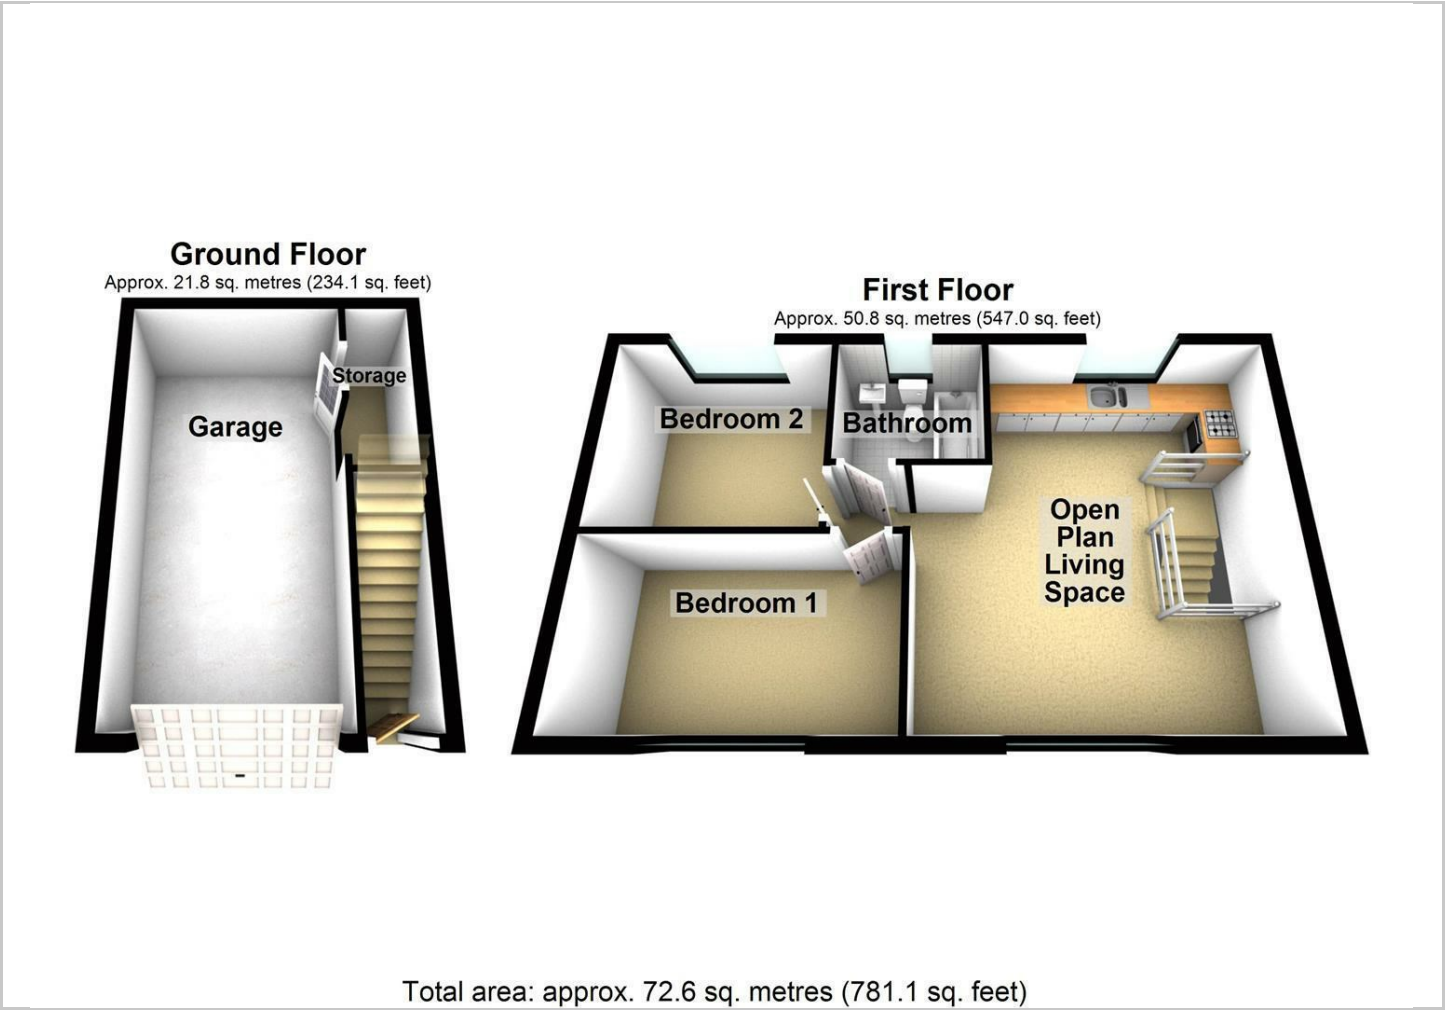 Ground Floor
Approx. 21.8 sq. metres (234.1 sq. feet)
Storage
Garage
First Floor
Approx. 50.8 sq. metres (547.0 sq. feet)
Bedroom 2
Bathroom
Open
Plan
Living
Space
Bedroom 1
Total area: approx. 72.6 sq. metres (781.1 sq. feet)